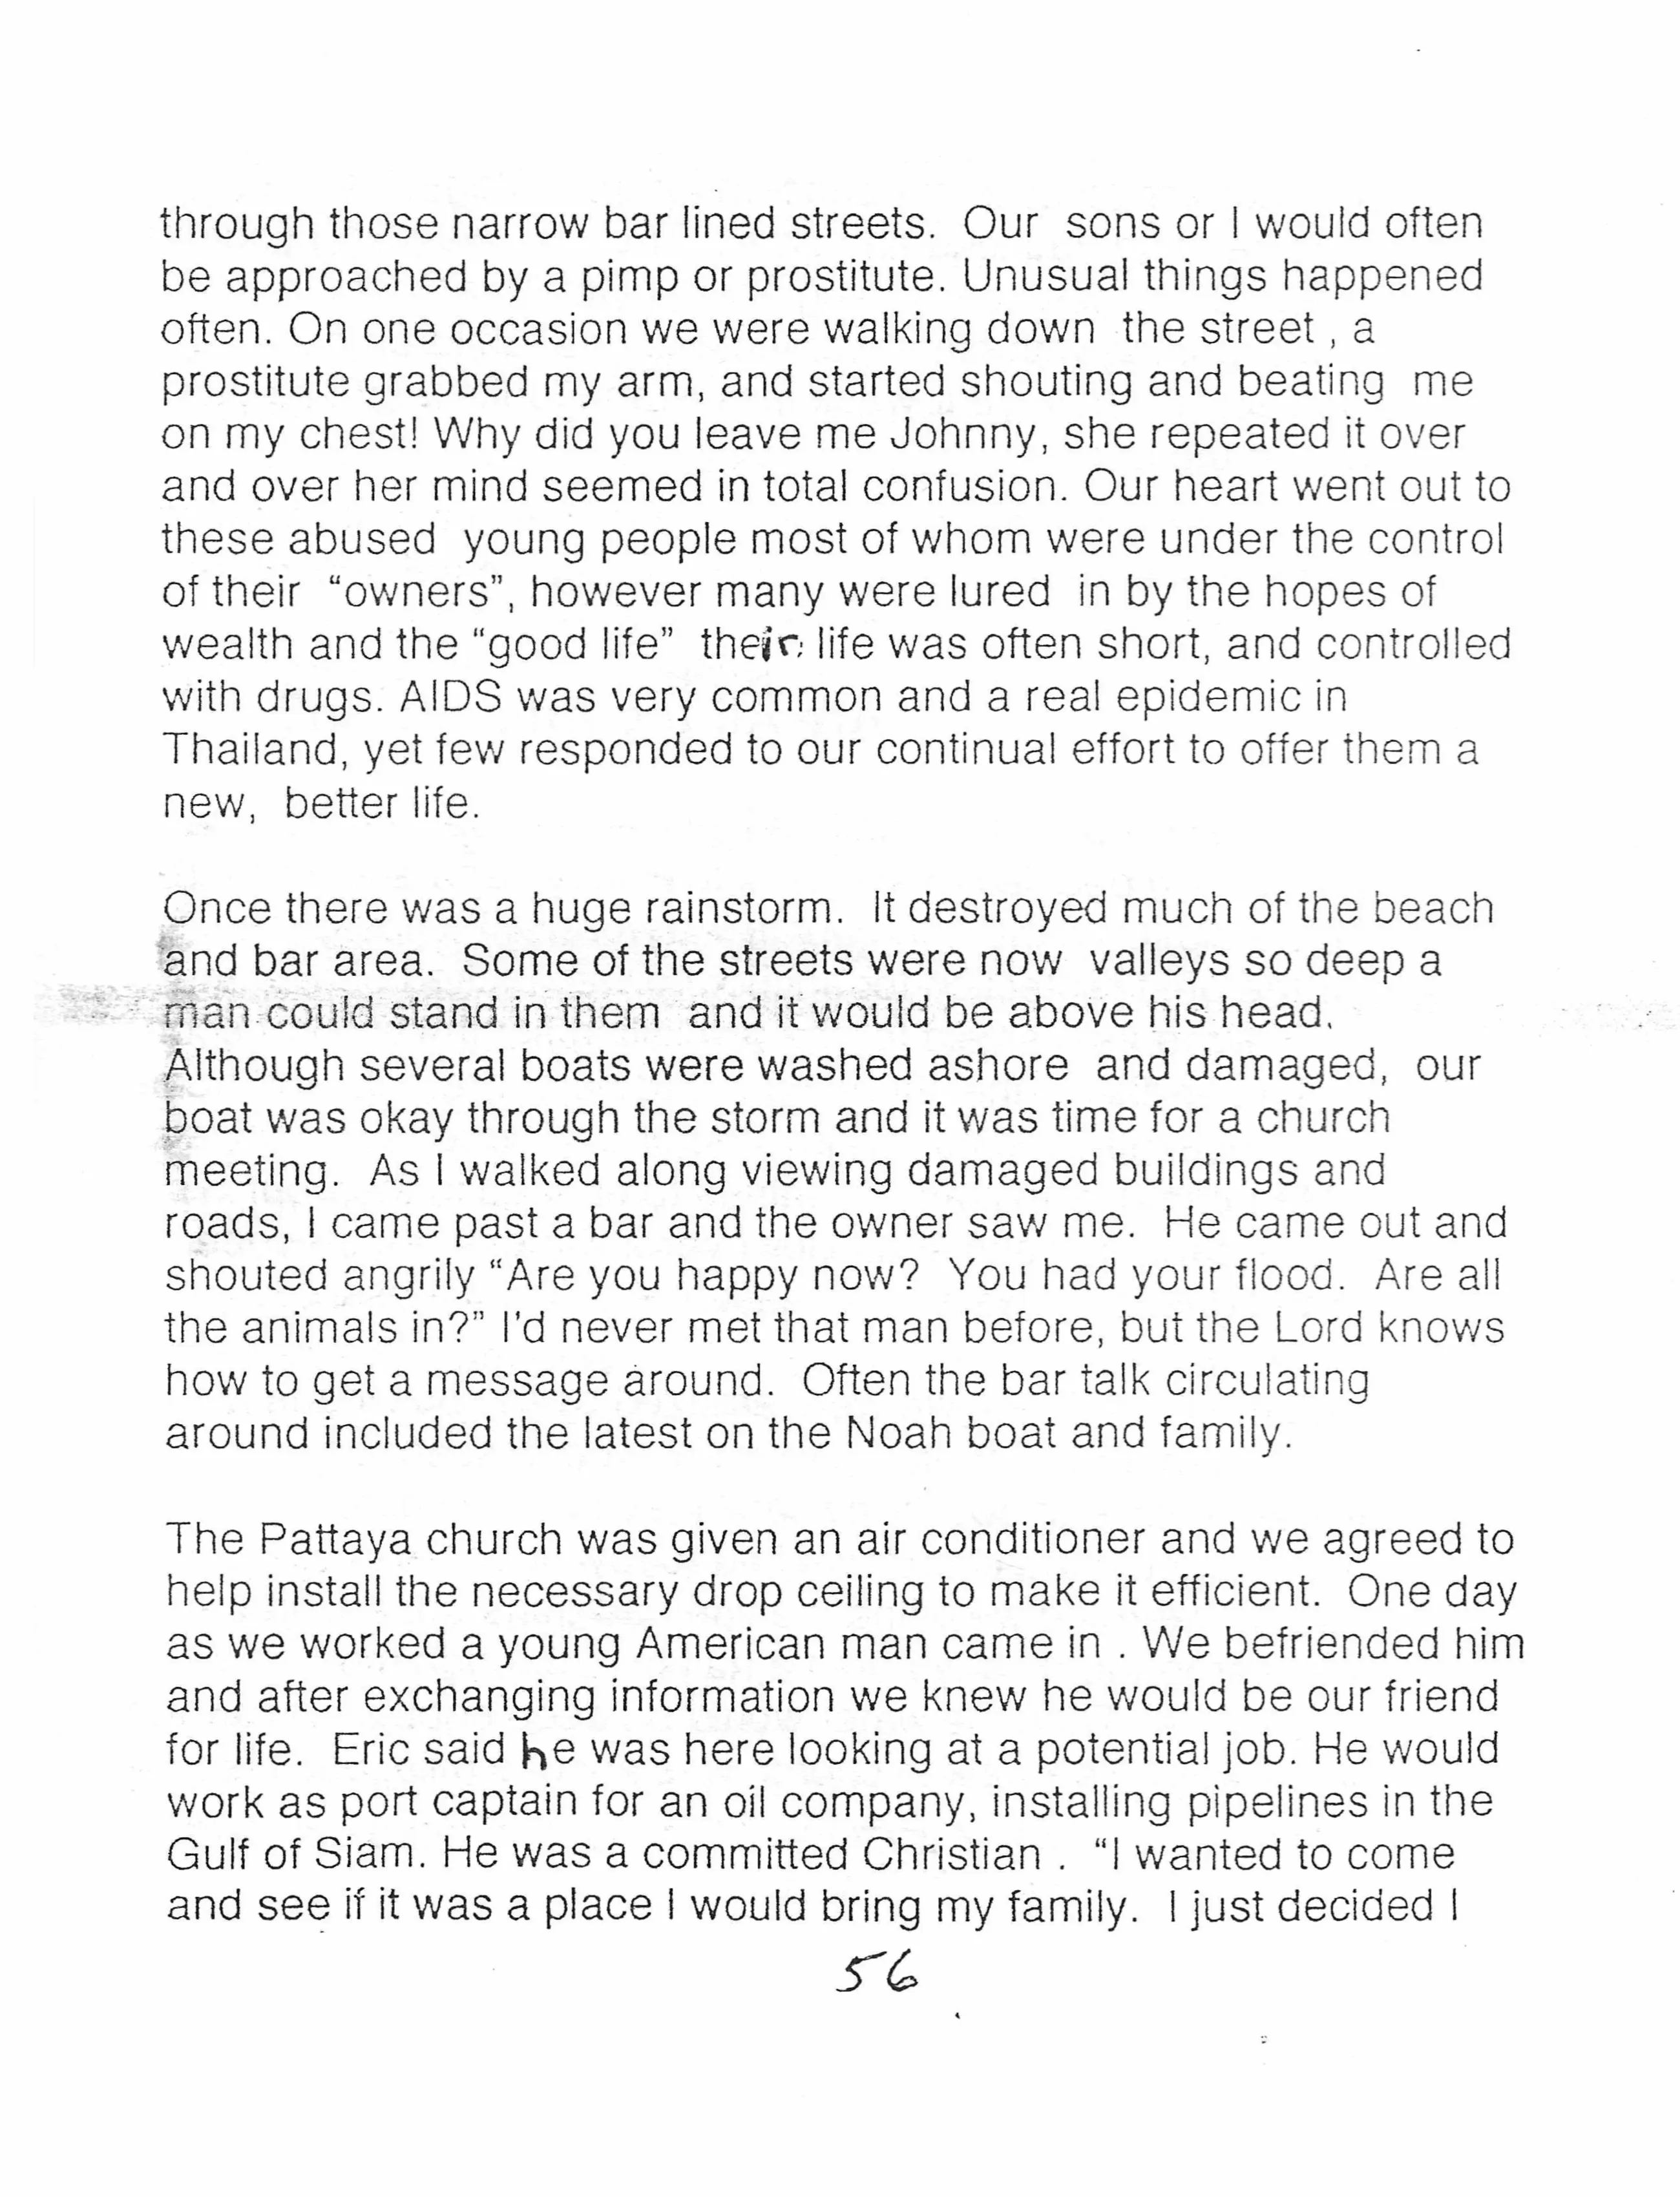 through those narrow bar lined streets.  Our  sons or I would often
be approached by a pimp or prostitute. Unusual things happened
often. On one occasion we were walking down  the street , a
prostitute grabbed my arm, and started shouting and beating  me
on my chest! Why did you leave me Johnny, she repeated it over
and over her mind seemed in total confusion. Our heart went out to
these abused  young people most of whom were under the control
of their  “owners”, however many were lured  in by the hopes of
wealth and the “good life”  their life was often short, and controlled
with drugs. AIDS was very common and a real epidemic in
Thailand, yet few responded to our continual effort to offer them a
new,  better life.

Once there was a huge rainstorm.  It destroyed much of the beach
and bar area.  Some of the streets were now  valleys so deep a
man could stand in them  and it would be above his head.
Although several boats were washed ashore  and damaged,  our
boat was okay through the storm and it was time for a church
meeting.  As I walked along viewing damaged buildings and
roads, I came past a bar and the owner saw me.  He came out and
shouted angrily “Are you happy now?  You had your flood.  Are all
the animals in?” I'd never met that man before, but the Lord knows
how to get a message around.  Often the bar talk circulating
around included the latest on the Noah boat and family.

The Pattaya church was given an air conditioner and we agreed to
help install the necessary drop ceiling to make it efficient.  One day
as we worked a young American man came in . We befriended him
and after exchanging information we knew he would be our friend
for life.  Eric said he was here looking at a potential job. He would
work as port captain for an oil company, installing pipelines in the
Gulf of Siam. He was a committed Christian .  “I wanted to come
and see if it was a place I would bring my family.  I just decided I
56